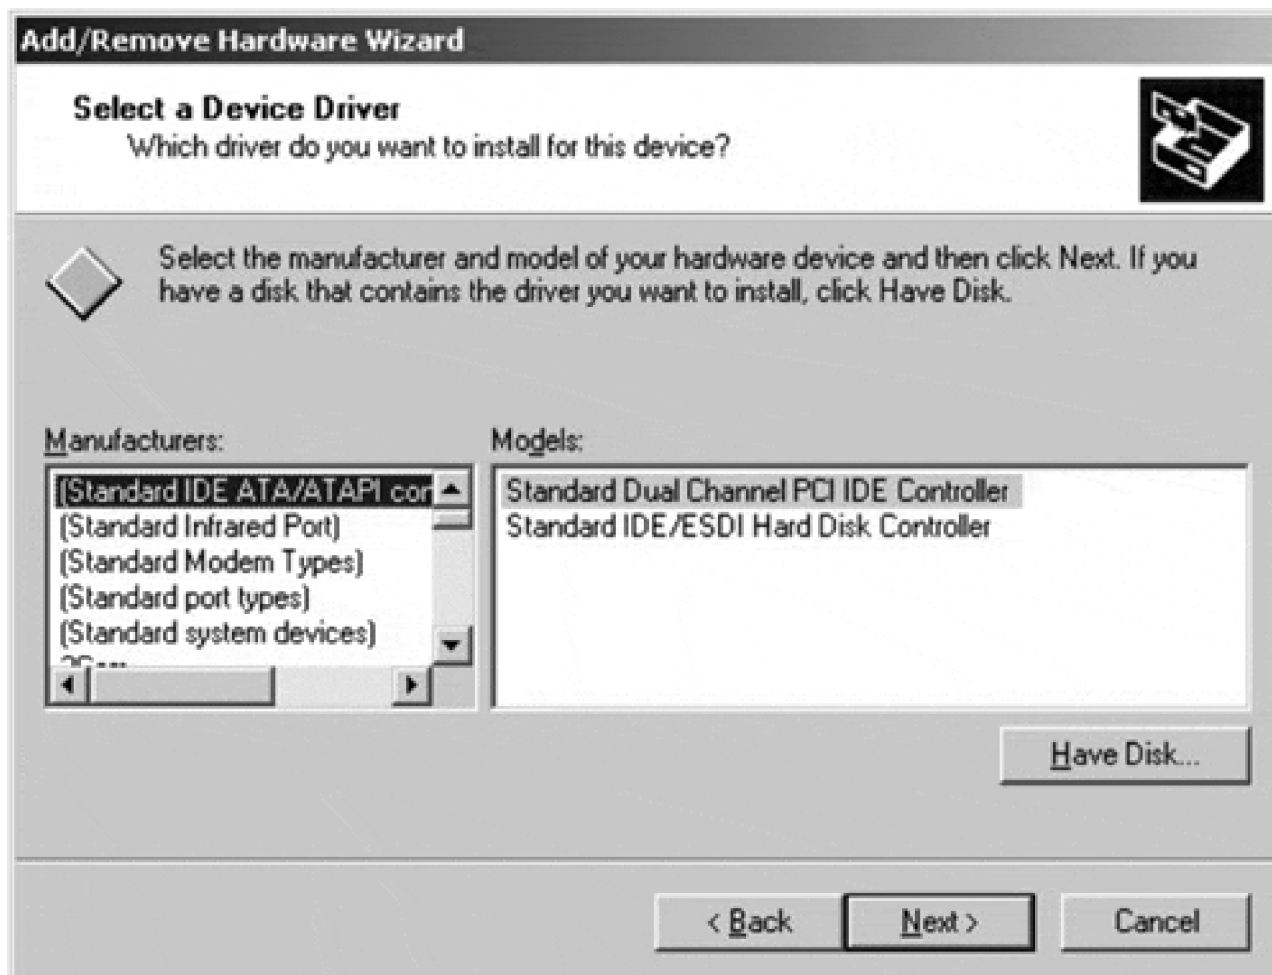 Add/Remove Hardware Wizard
Select a Device Driver
Which driver do you want to install for this device?
Select the manufacturer and model of your hardware device and then click Next. If you
have a disk that contains the driver you want to install, click Have Disk.
Manufacturers:
(Standard IDE ATA/ATAPI con
(Standard Infrared Port)
(Standard Modem Types)
(Standard port types)
(Standard system devices)
Models:
Standard Dual Channel PCI IDE Controller
Standard IDE/ESDI Hard Disk Controller
Have Disk...
< Back
Next >
Cancel